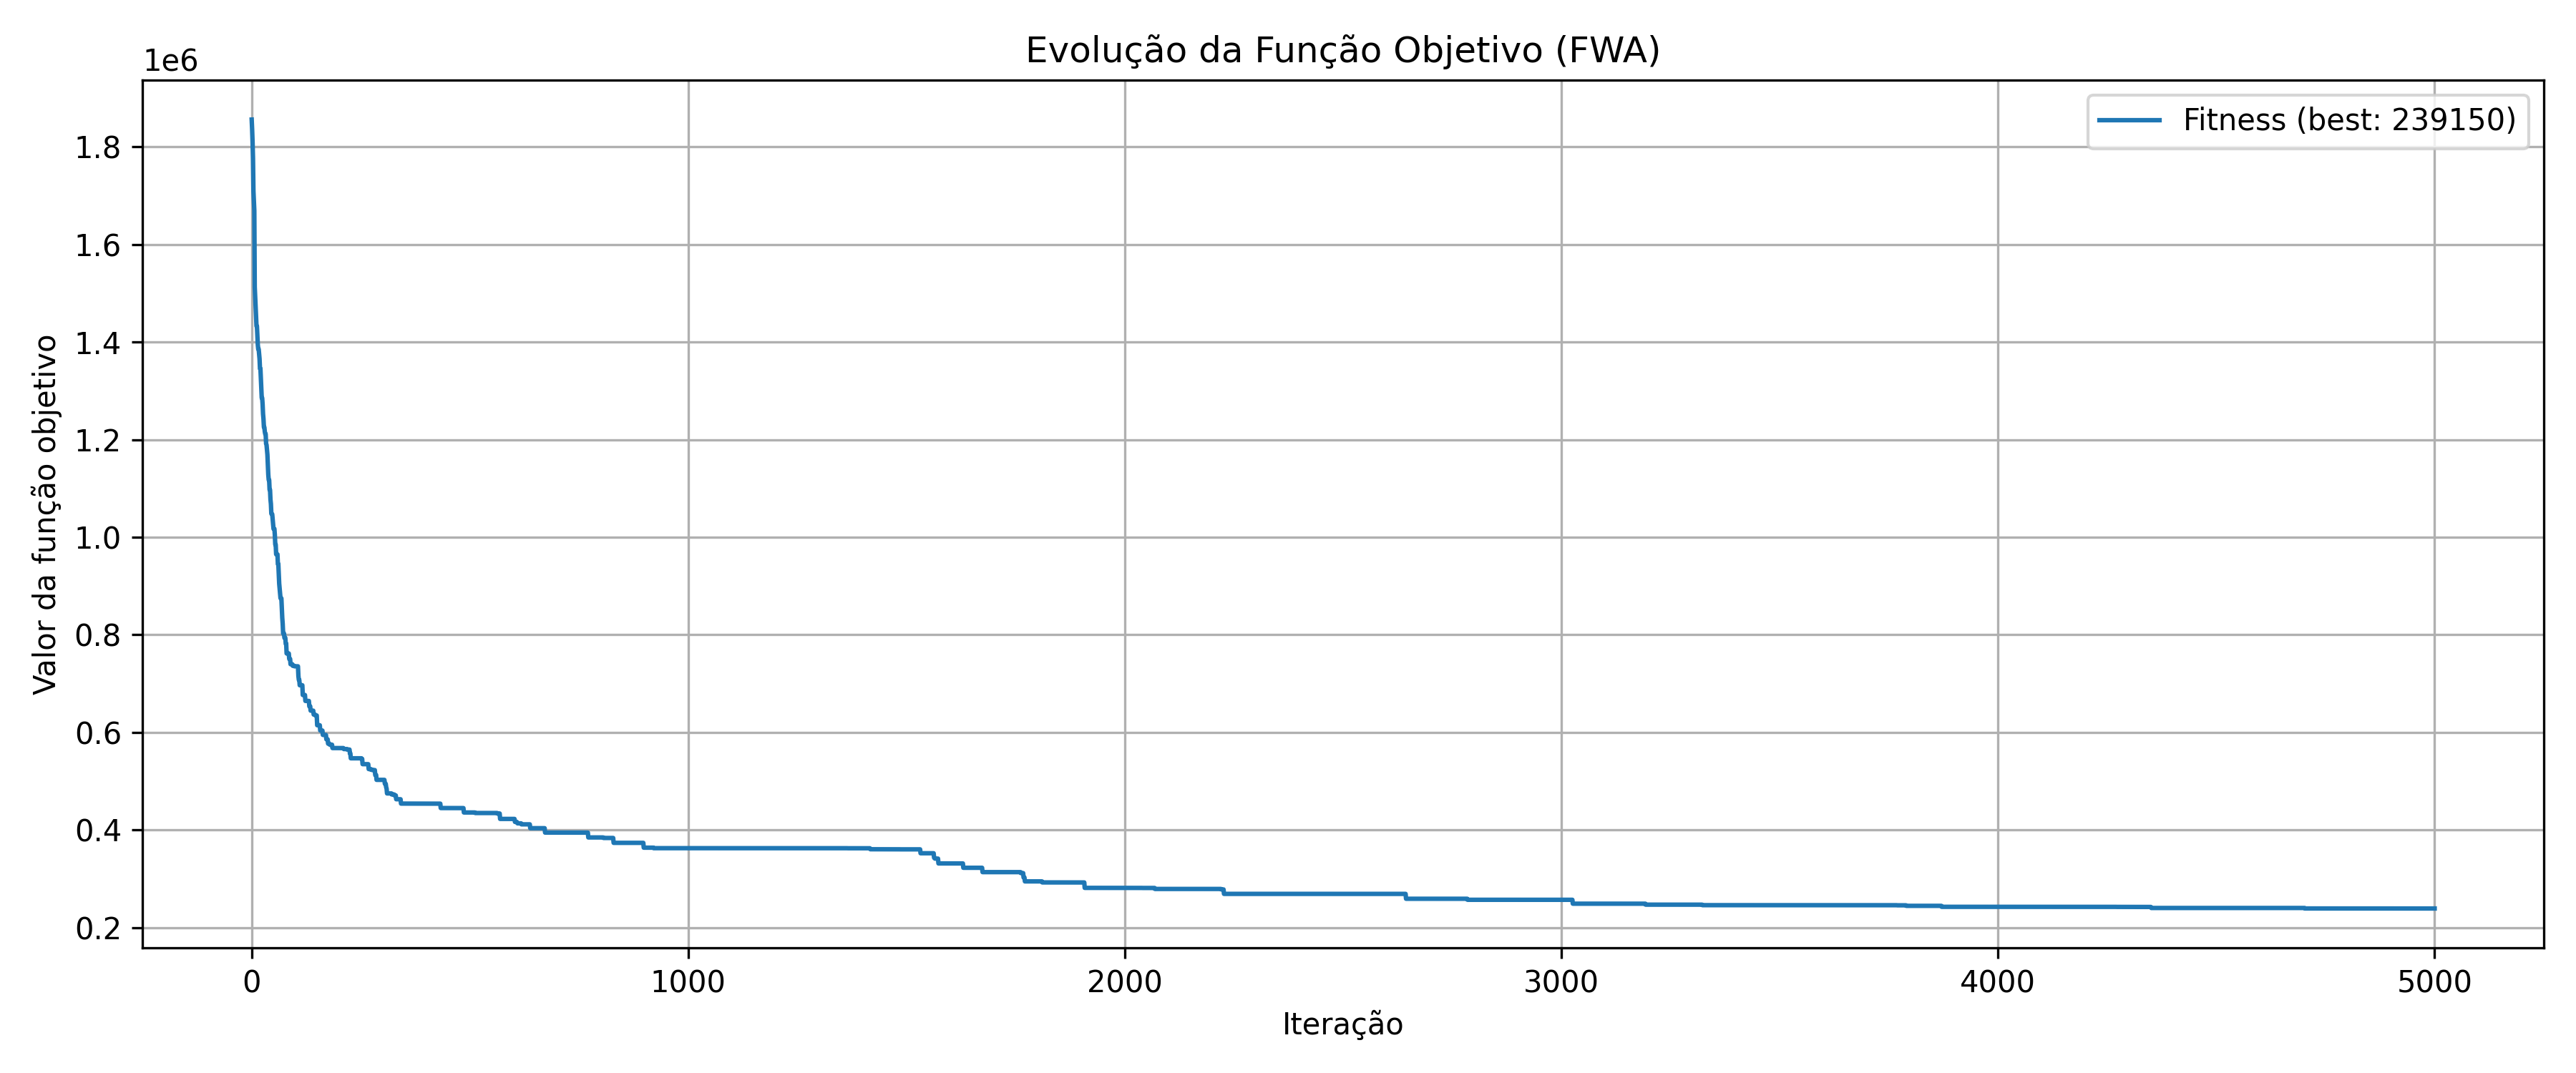 Evolução da Função Objetivo (FWA)
1e6
Fitness (best: 239150)
Valor da função objetivo
1.8
1.6
1.4
1.2
1.0
0.8
0.6
0.4
0.2
0 1000 2000 3000 4000 5000
Iteração